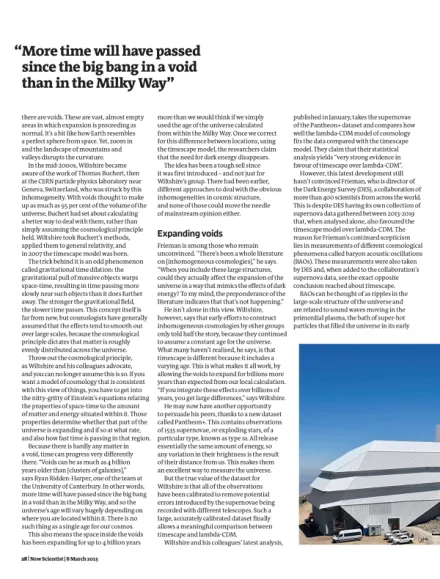 “More time will have passed
since the big bang in a void
than in the Milky Way”
there are voids. These are vast, almost empty
areas in which expansion is proceeding as
normal. It’s a bit like how Earth resembles
a perfect sphere from space. Yet, zoom in
and the landscape of mountains and
valleys disrupts the curvature.
In the mid-2000s, Wiltshire became
aware of the work of Thomas Buchert, then
at the CERN particle physics laboratory near
Geneva, Switzerland, who was struck by this
inhomogeneity. With voids thought to make
up as much as 95 per cent of the volume of the
universe, Buchert had set about calculating
a better way to deal with them, rather than
simply assuming the cosmological principle
held. Wiltshire took Buchert’s methods,
applied them to general relativity, and
in 2007 the timescape model was born.
The trick behind it is an odd phenomenon
called gravitational time dilation: the
gravitational pull of massive objects warps
space-time, resulting in time passing more
slowly near such objects than it does further
away. The stronger the gravitational field,
the slower time passes. This concept itself is
far from new, but cosmologists have generally
assumed that the effects tend to smooth out
over large scales, because the cosmological
principle dictates that matter is roughly
evenly distributed across the universe.
Throw out the cosmological principle,
as Wiltshire and his colleagues advocate,
and you can no longer assume this is so. If you
want a model of cosmology that is consistent
with this view of things, you have to get into
the nitty-gritty of Einstein’s equations relating
the properties of space-time to the amount
of matter and energy situated within it. Those
properties determine whether that part of the
universe is expanding and if so at what rate,
and also how fast time is passing in that region.
Because there is hardly any matter in
a void, time can progress very differently
there. “Voids can be as much as 4 billion
years older than [clusters of galaxies],”
says Ryan Ridden-Harper, one of the team at
the University of Canterbury. In other words,
more time will have passed since the big bang
in a void than in the Milky Way, and so the
universe’s age will vary hugely depending on
where you are located within it. There is no
such thing as a single age for our cosmos.
This also means the space inside the voids
has been expanding for up to 4 billion years
more than we would think if we simply
used the age of the universe calculated
from within the Milky Way. Once we correct
for this difference between locations, using
the timescape model, the researchers claim
that the need for dark energy disappears.
The idea has been a tough sell since
it was first introduced – and not just for
Wiltshire’s group. There had been earlier,
different approaches to deal with the obvious
inhomogeneities in cosmic structure,
and none of those could move the needle
of mainstream opinion either.
Expanding voids
Frieman is among those who remain
unconvinced. “There’s been a whole literature
on [inhomogeneous cosmology],” he says.
“When you include these large structures,
could they actually affect the expansion of the
universe in a way that mimics the effects of dark
energy? To my mind, the preponderance of the
literature indicates that that’s not happening.”
He isn’t alone in this view. Wiltshire,
however, says that early efforts to construct
inhomogeneous cosmologies by other groups
only told half the story, because they continued
to assume a constant age for the universe.
What many haven’t realised, he says, is that
timescape is different because it includes a
varying age. This is what makes it all work, by
allowing the voids to expand for billions more
years than expected from our local calculation.
“If you integrate these effects over billions of
years, you get large differences,” says Wiltshire.
He may now have another opportunity
to persuade his peers, thanks to a new dataset
called Pantheon+. This contains observations
of 1535 supernovae, or exploding stars, of a
particular type, known as type 1a. All release
essentially the same amount of energy, so
any variation in their brightness is the result
of their distance from us. This makes them
an excellent way to measure the universe.
But the true value of the dataset for
Wiltshire is that all of the observations
have been calibrated to remove potential
errors introduced by the supernovae being
recorded with different telescopes. Such a
large, accurately calibrated dataset finally
allows a meaningful comparison between
timescape and lambda-CDM.
Wiltshire and his colleagues’ latest analysis,
published in January, takes the supernovae
of the Pantheon+ dataset and compares how
well the lambda-CDM model of cosmology
fits the data compared with the timescape
model. They claim that their statistical
analysis yields “very strong evidence in
favour of timescape over lambda-CDM”.
However, this latest development still
hasn’t convinced Frieman, who is director of
the Dark Energy Survey (DES), a collaboration of
more than 400 scientists from across the world.
This is despite DES having its own collection of
supernova data gathered between 2013-2019
that, when analysed alone, also favoured the
timescape model over lambda-CDM. The
reason for Frieman’s continued scepticism
lies in measurements of different cosmological
phenomena called baryon acoustic oscillations
(BAOs). These measurements were also taken
by DES and, when added to the collaboration’s
supernova data, see the exact opposite
conclusion reached about timescape.
BAOs can be thought of as ripples in the
large-scale structure of the universe and
are related to sound waves moving in the
primordial plasma, the bath of super-hot
particles that filled the universe in its early
28 | New Scientist | 8 March 2025